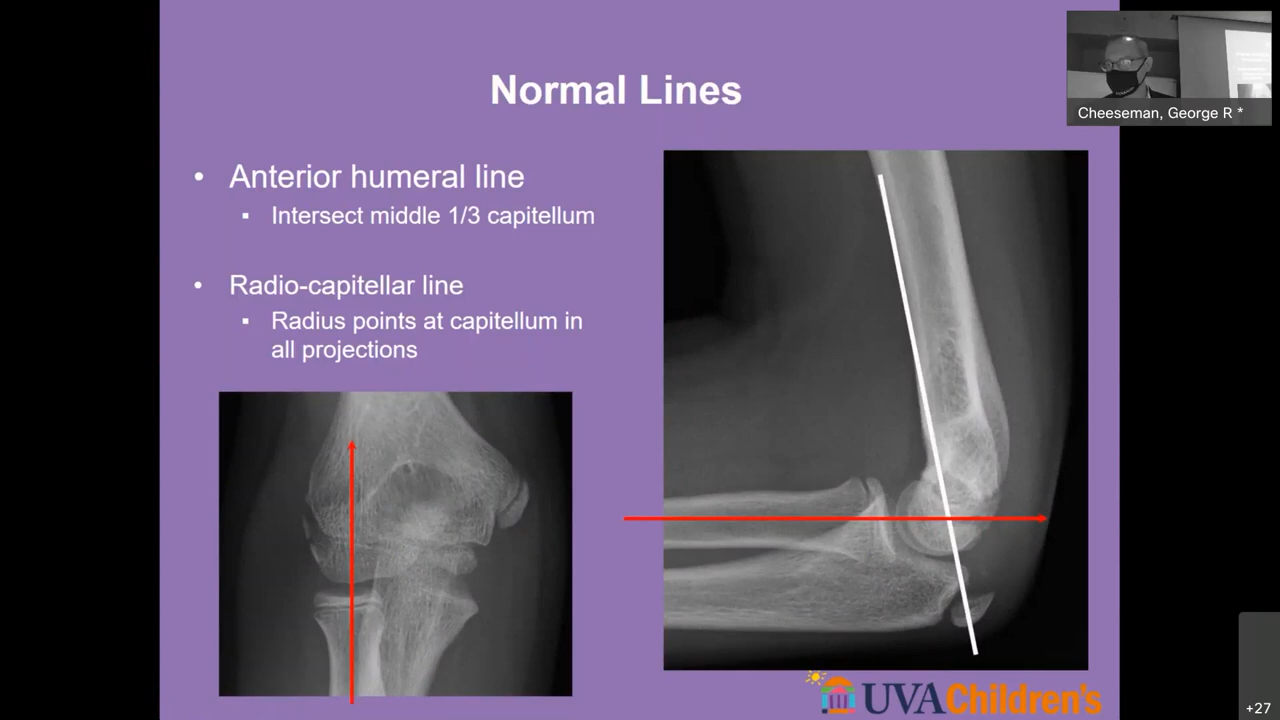 Normal Lines
Cheeseman, George R *
• Anterior humeral line
▪ Intersect middle 1/3 capitellum
• Radio-capitellar line
▪ Radius points at capitellum in
all projections
UVA Children's
+27